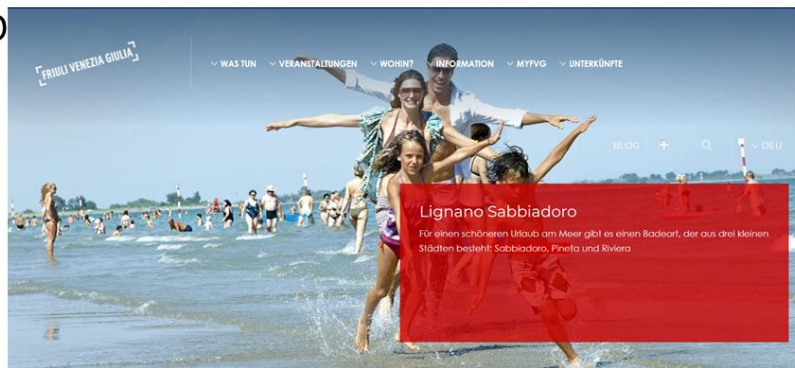 FRIULI VENEZIA GIULIA
WAS TUN VERANSTALTUNGEN WOHIN? INFORMATION MYFVG UNTERKÜNFTE
BLOG DEU
Lignano Sabbiadoro
Für einen schöneren Urlaub am Meer gibt es einen Badeort, der aus drei kleinen
Städten besteht: Sabbiadoro, Pineta und Riviera